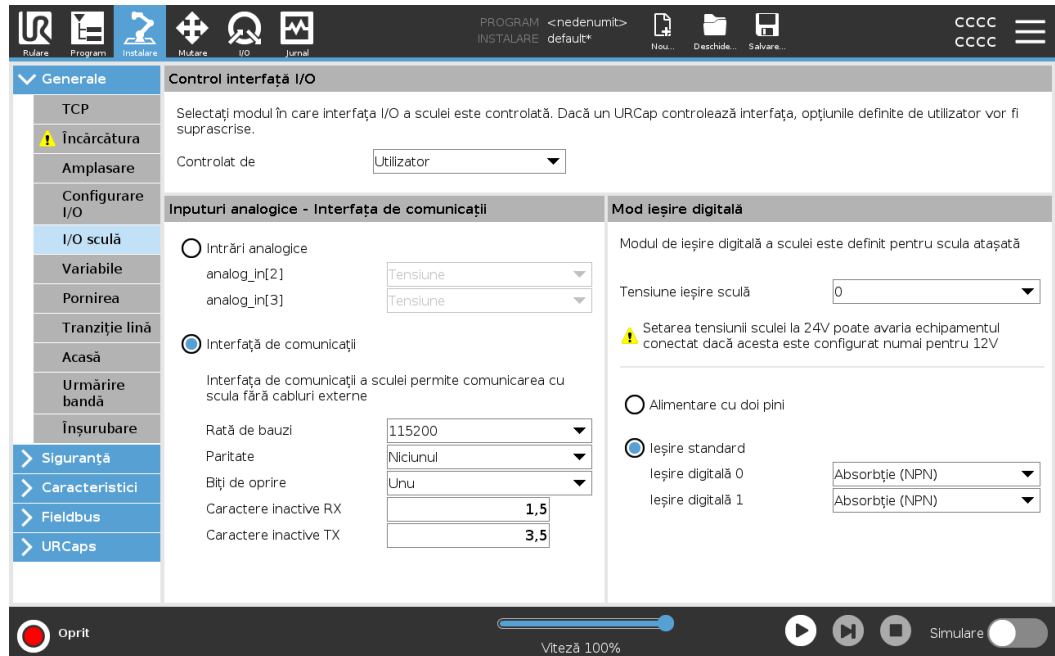 PROGRAM <nedenumit>
INSTALARE default*
CCCC
CCCC
Rulare Program Instalare Mutare I/O Jurnal Nou... Deschide... Salvare...
Generale
TCP
Încărcătura
Amplasare
Configurare
I/O
I/O sculă
Variabile
Pornirea
Tranziție lină
Acasă
Urmărire
bandă
Înșurubare
Siguranță
Caracteristici
Fieldbus
URCaps
Control interfață I/O
Selectați modul în care interfața I/O a sculei este controlată. Dacă un URCap controlează interfața, opțiunile definite de utilizator vor fi
suprascrise.
Controlat de Utilizator
Inputuri analogice - Interfața de comunicații
Intrări analogice
analog_in[2] Tensiune
analog_in[3] Tensiune
Interfață de comunicații
Interfața de comunicații a sculei permite comunicarea cu
scula fără cabluri externe
Rată de bauzi 115200
Paritate Niciunul
Biți de oprire Unu
Caractere inactive RX 1,5
Caractere inactive TX 3,5
Mod ieșire digitală
Modul de ieșire digitală a sculei este definit pentru scula atașată
Tensiune ieșire sculă 0
Setarea tensiunii sculei la 24V poate avaria echipamentul
conectat dacă acesta este configurat numai pentru 12V
Alimentare cu doi pini
Ieșire standard
Ieșire digitală 0 Absorbție (NPN)
Ieșire digitală 1 Absorbție (NPN)
Oprit
Viteză 100%
Simulare